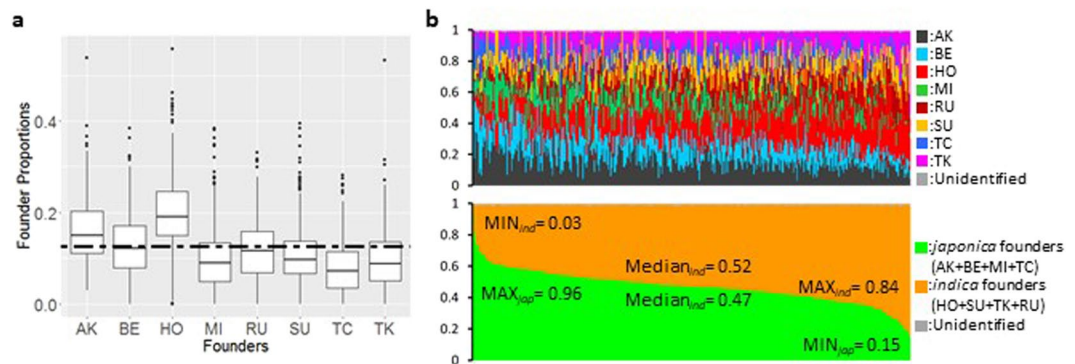 a
Founder Proportions
0.4
0.2
0.0
AK BE HO MI RU SU TC TK
Founders
b
1
0.8
0.6
0.4
0.2
0
:AK
:BE
:HO
:MI
:RU
:SU
:TC
:TK
:Unidentified
1
0.8
0.6
0.4
0.2
0
MINind= 0.03
Medianind= 0.52
MAXjap= 0.96
Medianind= 0.47
MAXind= 0.84
MINjap= 0.15
:japonica founders
(AK+BE+MI+TC)
:indica founders
(HO+SU+TK+RU)
:Unidentified